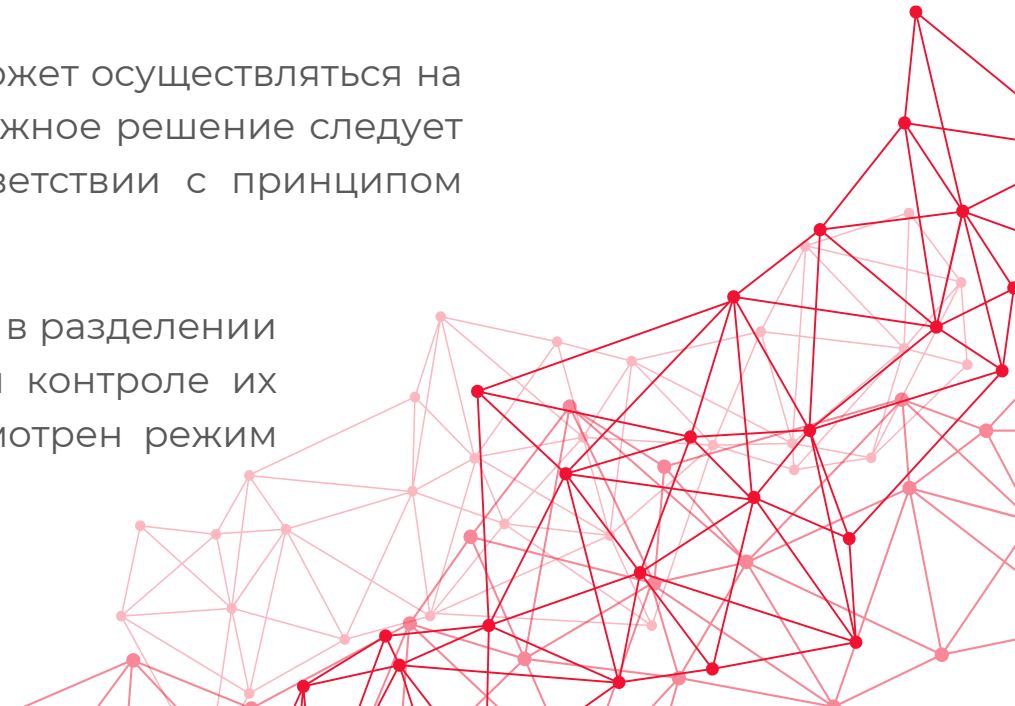 ожет осуществляться на
жное решение следует
ветствии с принципом
в разделении
контроле их
мотрен режим